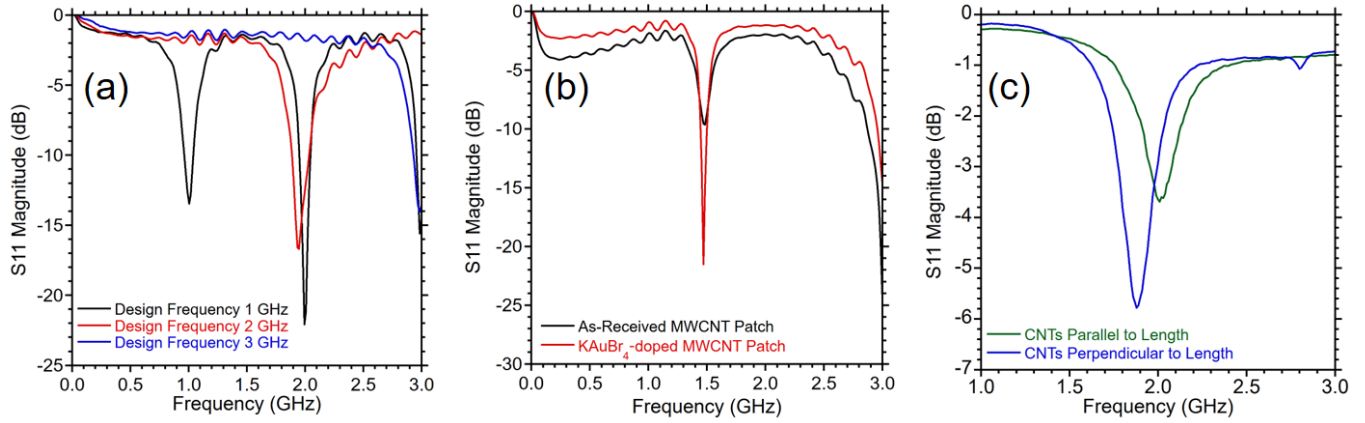 (a)
S11 Magnitude (dB)
0
-5
-10
-15
-20
-25
Design Frequency 1 GHz
Design Frequency 2 GHz
Design Frequency 3 GHz
0.0 0.5 1.0 1.5 2.0 2.5 3.0
Frequency (GHz)
(b)
S11 Magnitude (dB)
0
-5
-10
-15
-20
-25
-30
As-Received MWCNT Patch
KAuBr₄-doped MWCNT Patch
0.0 0.5 1.0 1.5 2.0 2.5 3.0
Frequency (GHz)
(c)
S11 Magnitude (dB)
0
-1
-2
-3
-4
-5
-6
-7
CNTs Parallel to Length
CNTs Perpendicular to Length
1.0 1.5 2.0 2.5 3.0
Frequency (GHz)